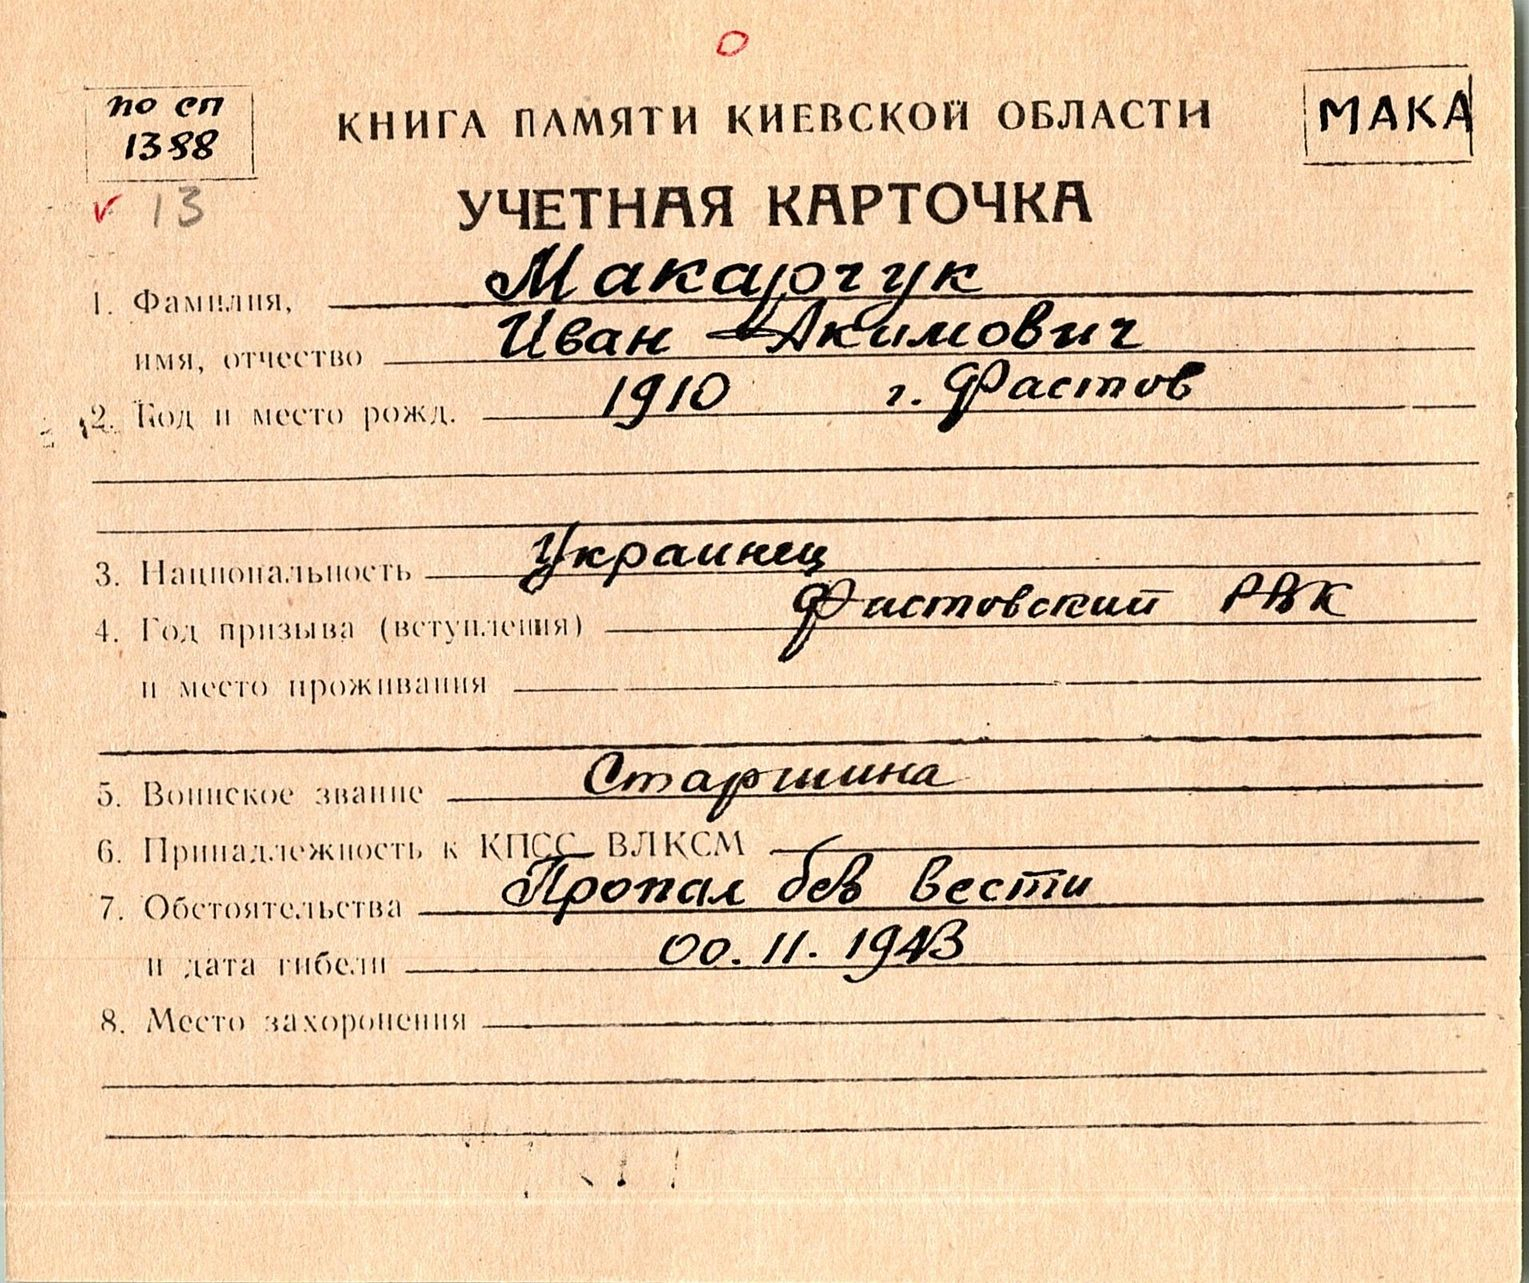 О
по сп
1388
КНИГА ПАМЯТИ КИЕВСКОЙ ОБЛАСТИ
МАКА
v 13
УЧЕТНАЯ КАРТОЧКА
1. Фамилия, Макарчук
имя, отчество Иван Акимович
2. Год и место рожд. 1910 г. Фастов
3. Национальность Украинец
4. Год призыва (вступления) Фастовский РВК
и место проживания
5. Воинское звание Старшина
6. Принадлежность к КПСС ВЛКСМ —
7. Обстоятельства Пропал без вести
и дата гибели 00.11.1943
8. Место захоронения